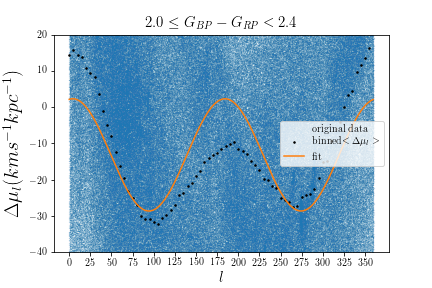 2.0 ≤ G_BP − G_RP < 2.4
Δμ_l(kms⁻¹kpc⁻¹)
20
10
0
−10
−20
−30
−40
original data
binned< Δμ_l >
fit
0 25 50 75 100 125 150 175 200 225 250 275 300 325 350
l